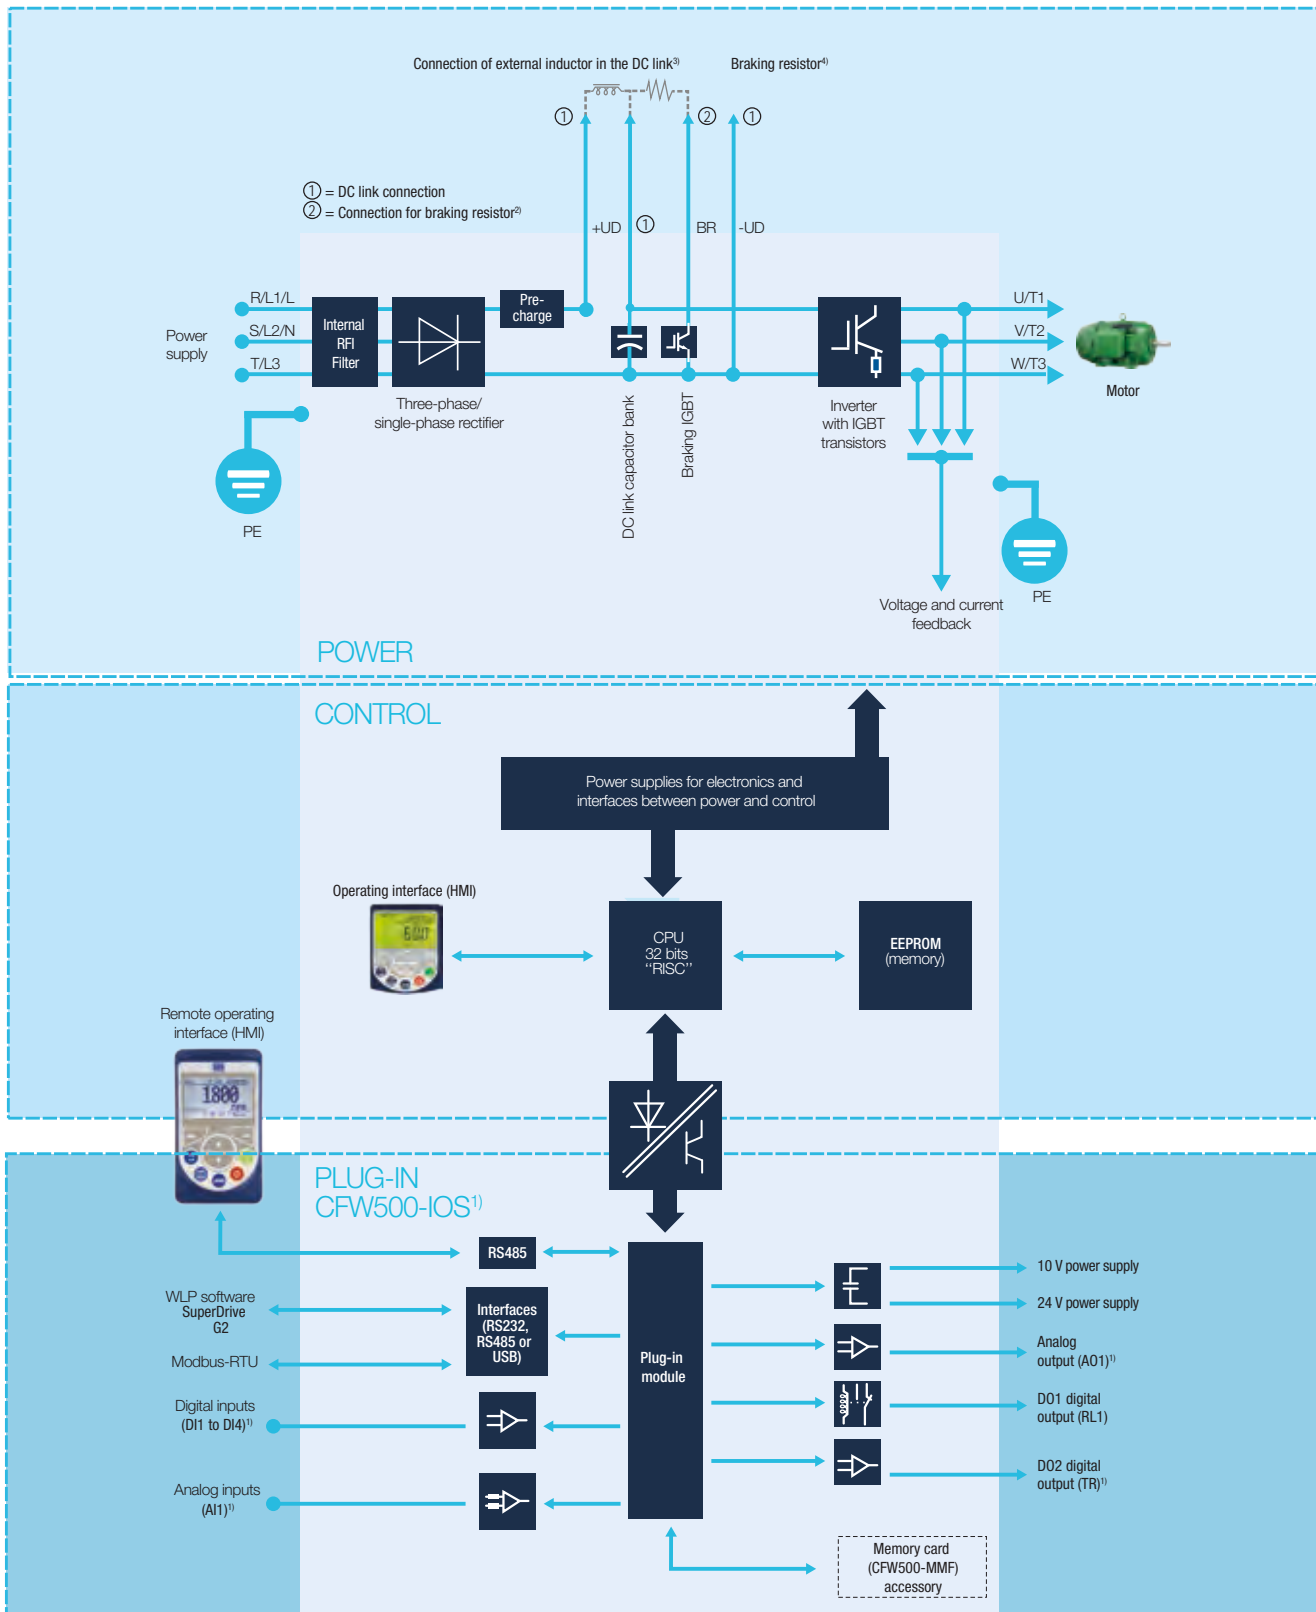 Connection of external inductor in the DC link³⁾
Braking resistor⁴⁾
① ② ①
① = DC link connection
② = Connection for braking resistor²⁾
+UD ① BR -UD
Power
supply
R/L1/L
S/L2/N
T/L3
Internal
RFI
Filter
Pre-
charge
Three-phase/
single-phase rectifier
DC link capacitor bank
Braking IGBT
Inverter
with IGBT
transistors
U/T1
V/T2
W/T3
Motor
PE
PE
Voltage and current
feedback
POWER
CONTROL
Power supplies for electronics and
interfaces between power and control
Operating interface (HMI)
CPU
32 bits
“RISC”
EEPROM
(memory)
Remote operating
interface (HMI)
1800
PLUG-IN
CFW500-IOS¹⁾
RS485
WLP software
SuperDrive
G2
Interfaces
(RS232,
RS485 or
USB)
Modbus-RTU
Digital inputs
(DI1 to DI4)¹⁾
Analog inputs
(AI1)¹⁾
Plug-in
module
10 V power supply
24 V power supply
Analog
output (AO1)¹⁾
DO1 digital
output (RL1)
DO2 digital
output (TR)¹⁾
Memory card
(CFW500-MMF)
accessory